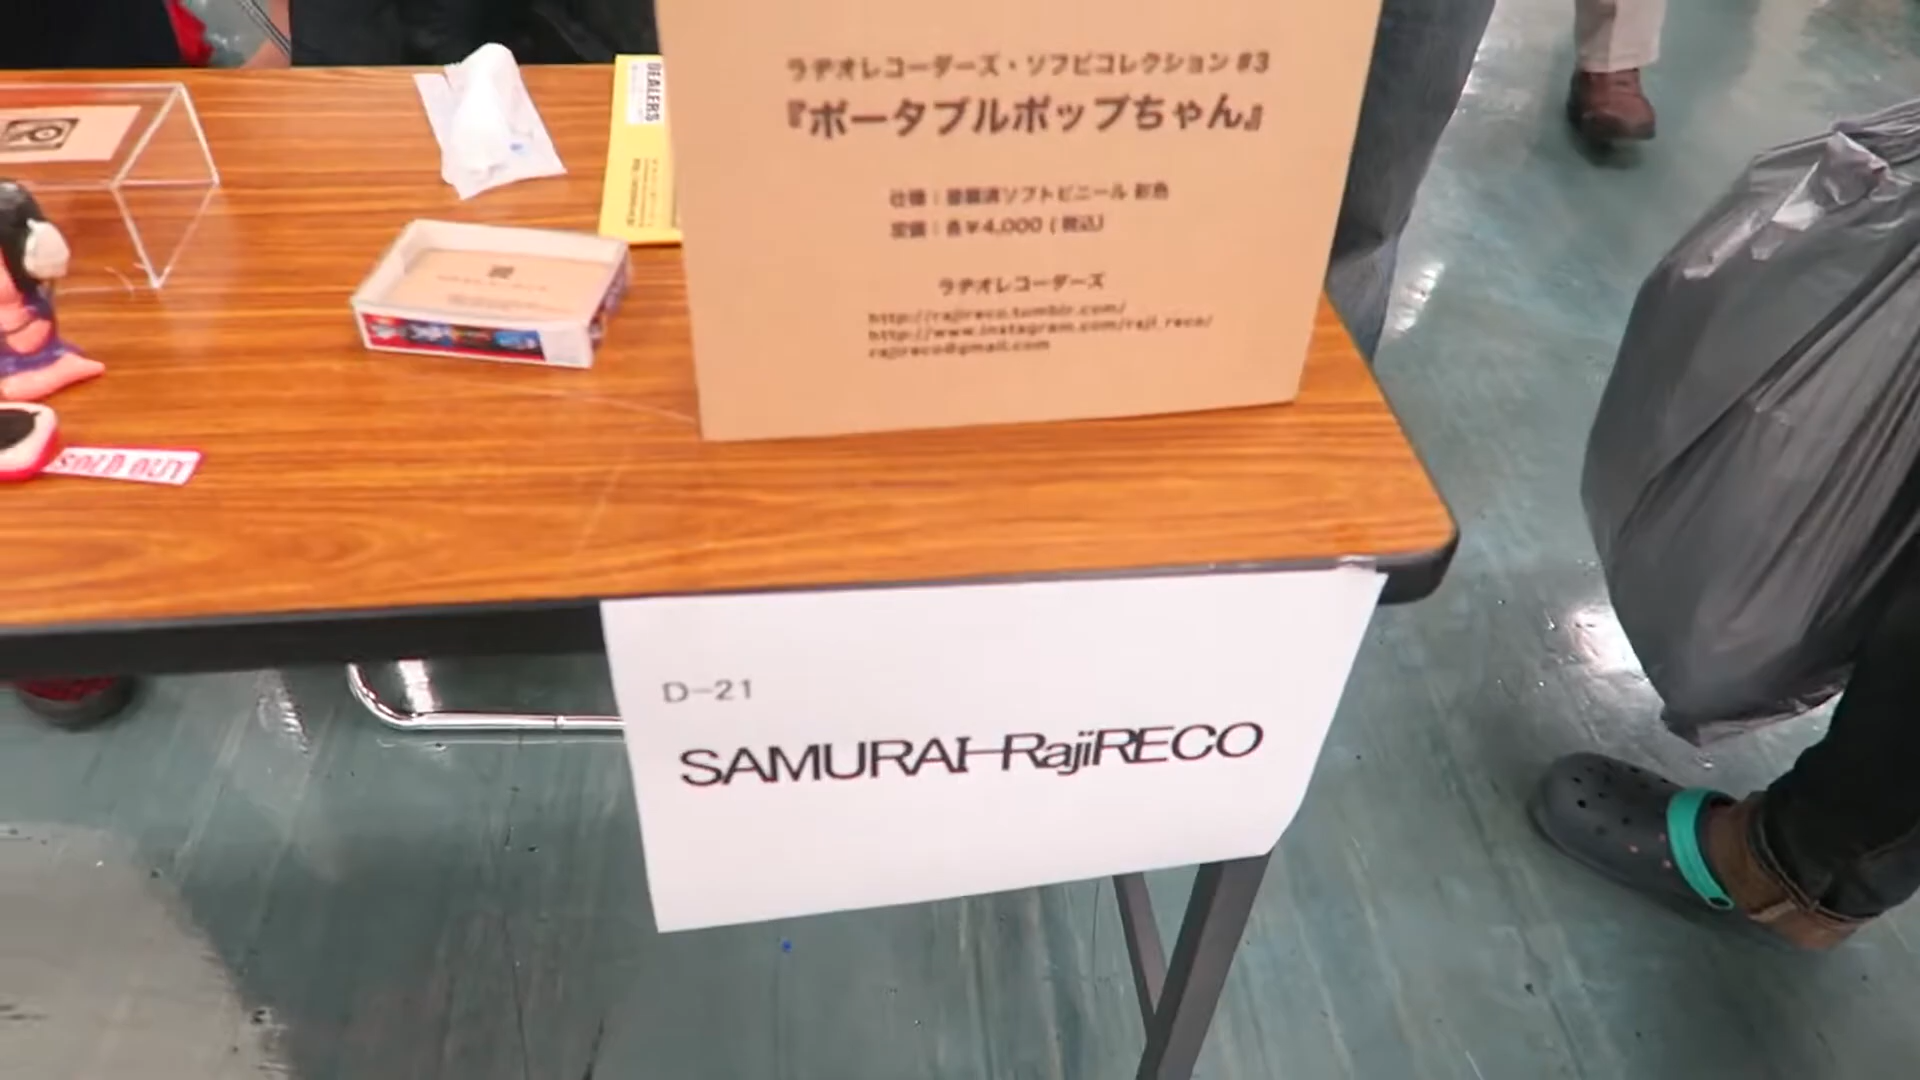 ラヂオレコーダーズ・ソフビコレクション #3
『ポータブルポップちゃん』
仕様：塗装済ソフトビニール 彩色
定価：各￥4,000 (税込)
ラヂオレコーダーズ
http://rajireco.tumblr.com/
http://www.instagram.com/raji_reco/
rajireco@gmail.com
DEALERS
SOLD OUT
D-21
SAMURAI-RajiRECO